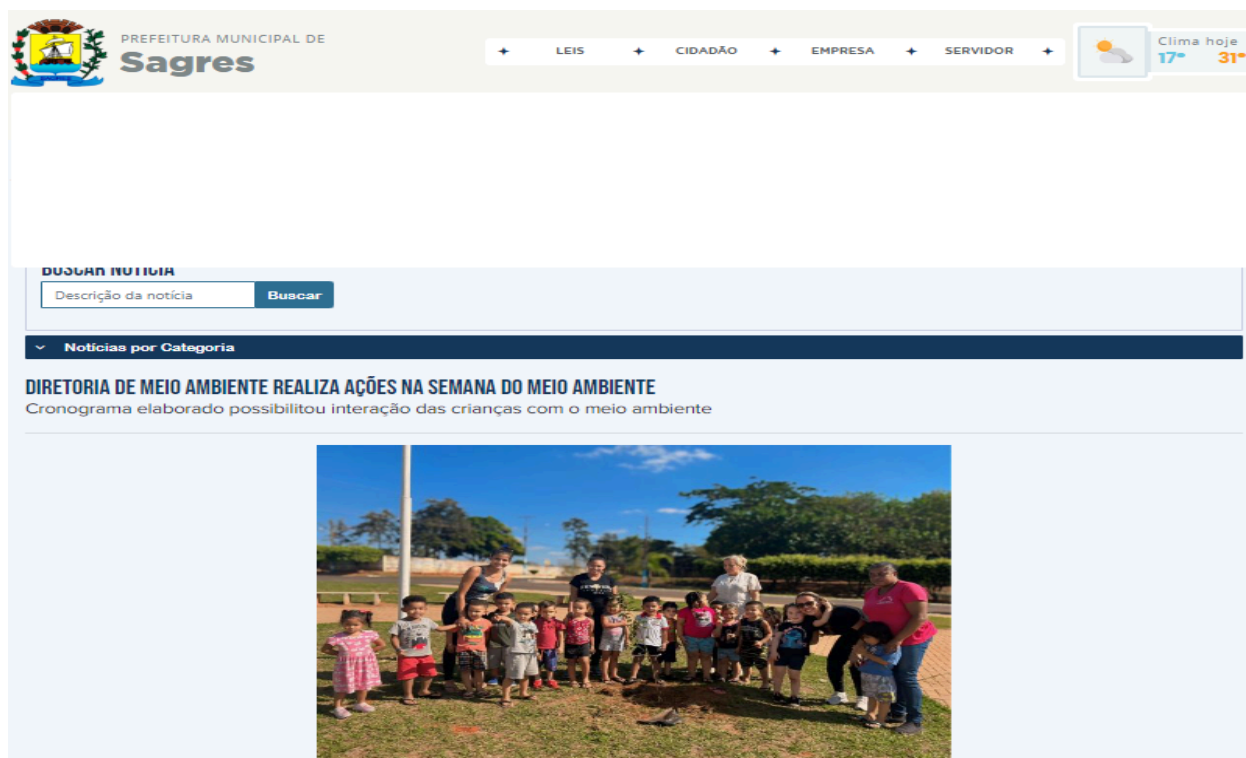 PREFEITURA MUNICIPAL DE
Sagres
LEIS CIDADÃO EMPRESA SERVIDOR
Clima hoje
17° 31°
BUSCAR NOTÍCIA
Descrição da notícia Buscar
Notícias por Categoria
DIRETORIA DE MEIO AMBIENTE REALIZA AÇÕES NA SEMANA DO MEIO AMBIENTE
Cronograma elaborado possibilitou interação das crianças com o meio ambiente